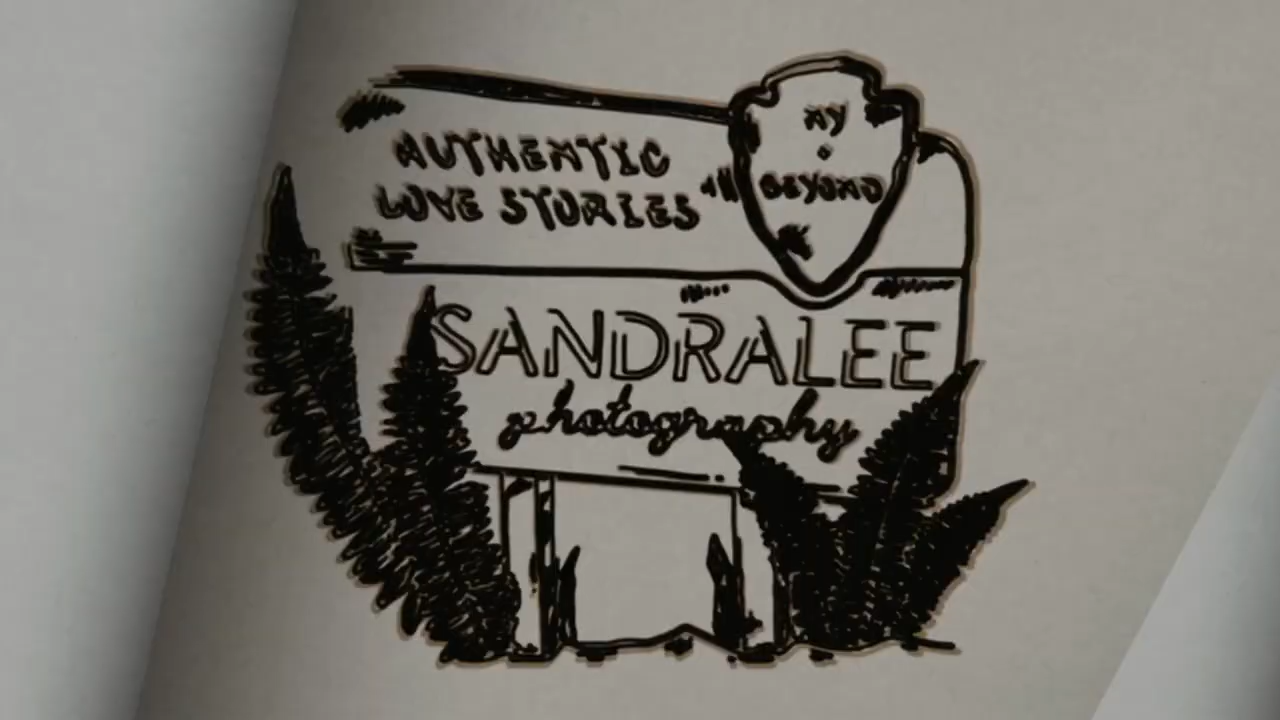 AUTHENTIC
LOVE STORIES
NY
+
BEYOND
SANDRALEE
photography